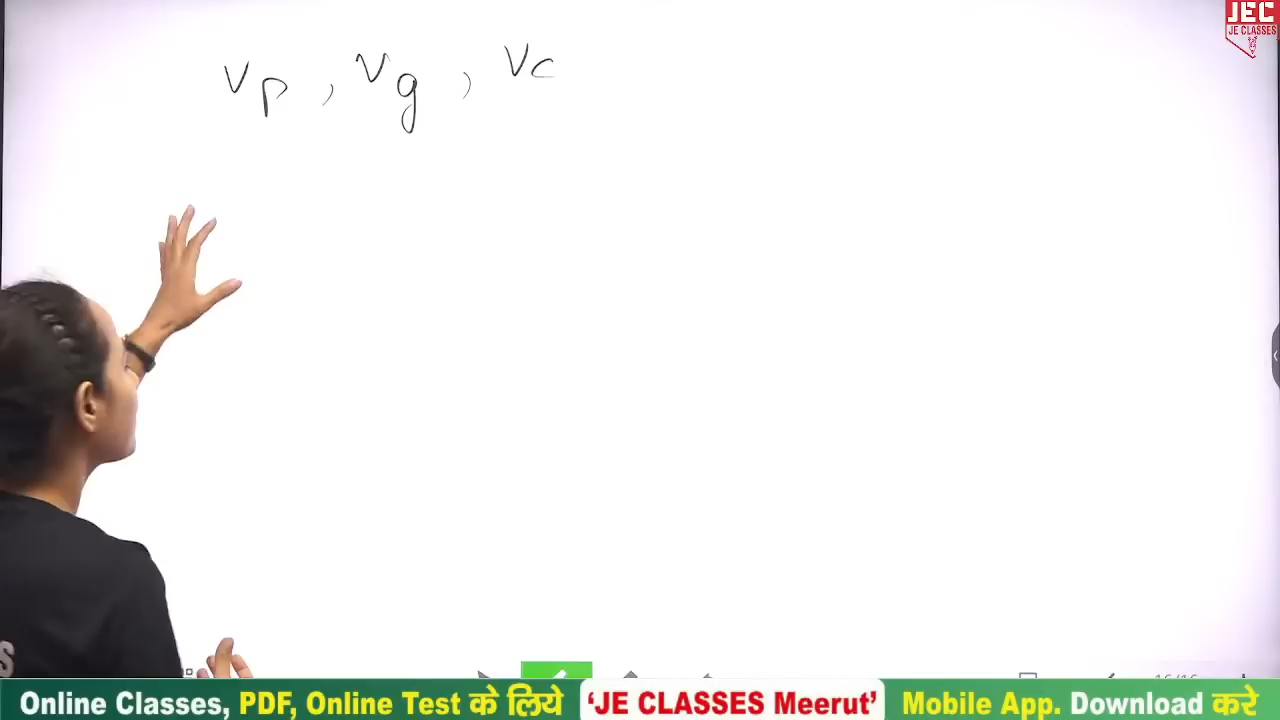 JEC
JE CLASSES
Vp , Vg , Vc
Online Classes, PDF, Online Test के लिये 'JE CLASSES Meerut' Mobile App. Download करे